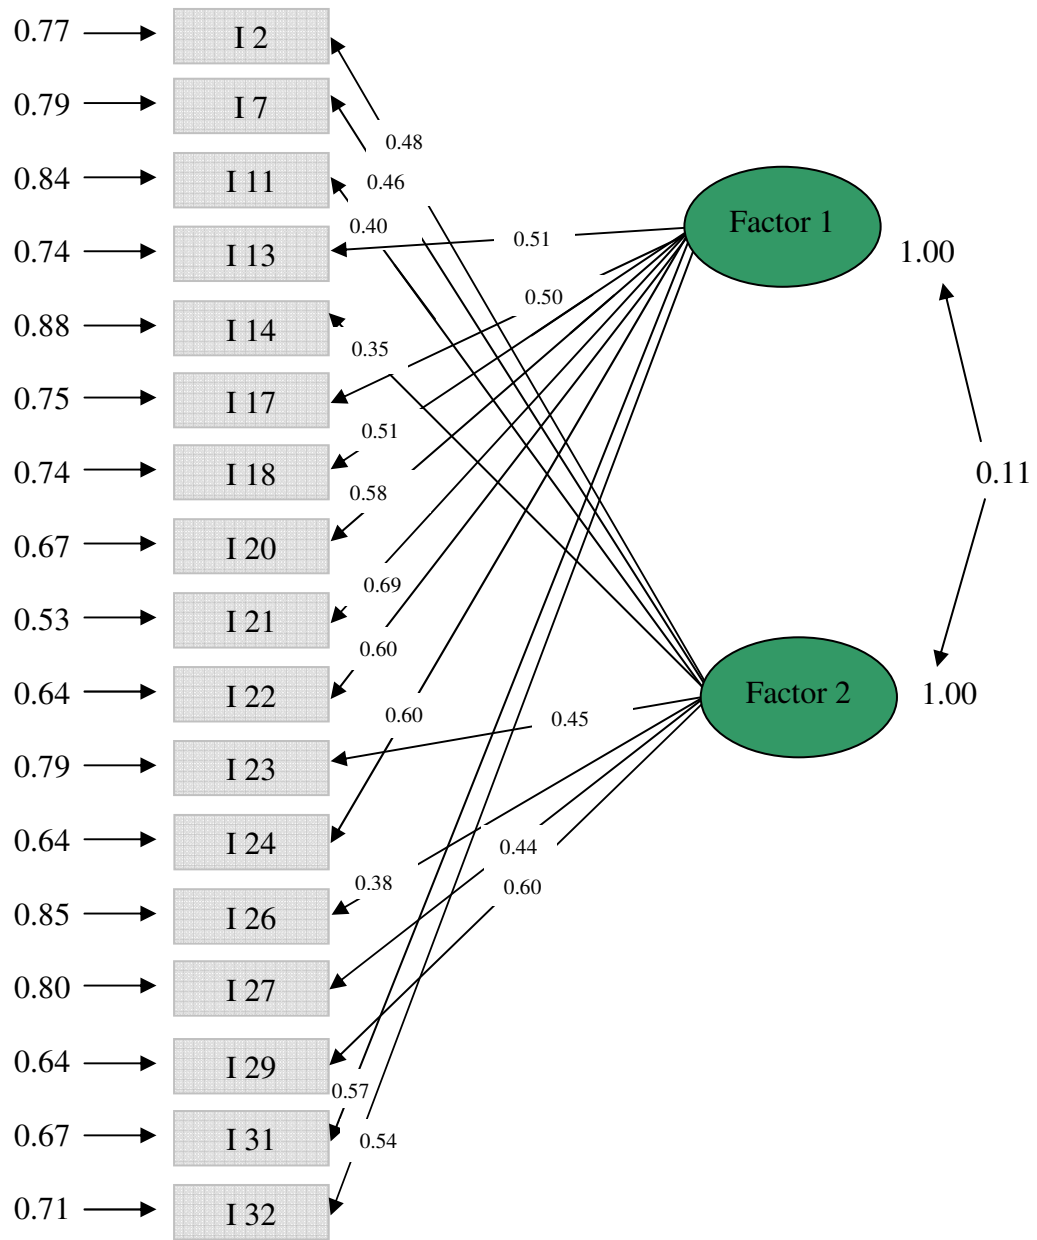 0.77 I 2
0.79 I 7
0.48
0.84 I 11
0.46
0.40
Factor 1
0.74 I 13
0.51
1.00
0.50
0.88 I 14
0.35
0.75 I 17
0.51
0.74 I 18
0.11
0.58
0.67 I 20
0.69
0.53 I 21
0.60
0.64 I 22
Factor 2
1.00
0.60
0.45
0.79 I 23
0.64 I 24
0.44
0.38
0.60
0.85 I 26
0.80 I 27
0.64 I 29
0.57
0.67 I 31
0.54
0.71 I 32